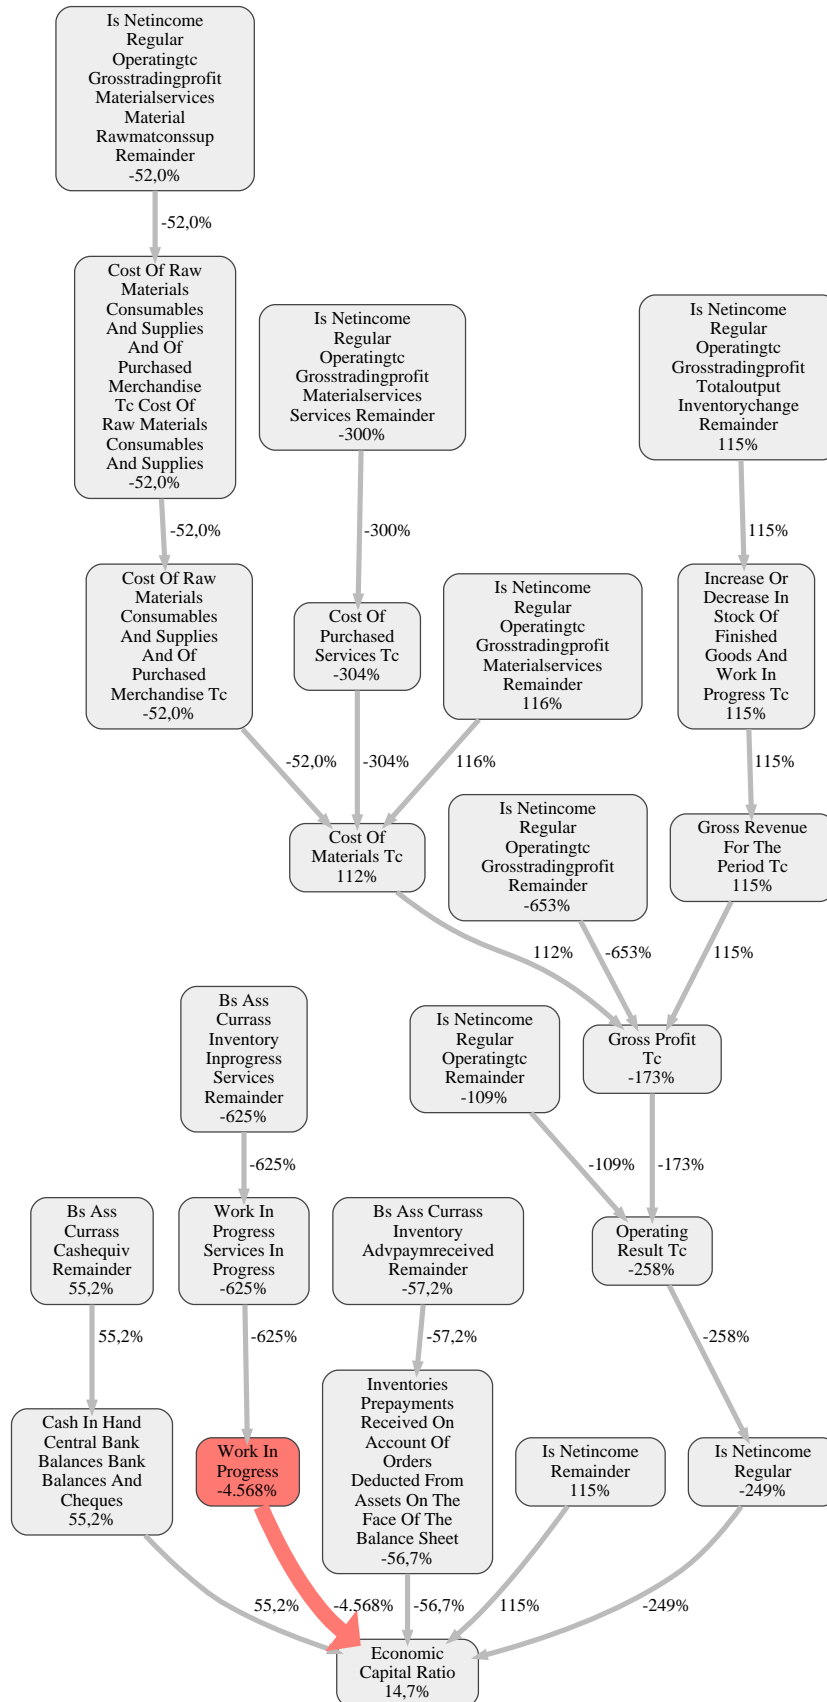 Is Netincome
Regular
Operatingtc
Grosstradingprofit
Materialservices
Material
Rawmatconssup
Remainder
-52,0%
-52,0%
Cost Of Raw
Materials
Consumables
And Supplies
And Of
Purchased
Merchandise
Tc Cost Of
Raw Materials
Consumables
And Supplies
-52,0%
Is Netincome
Regular
Operatingtc
Grosstradingprofit
Materialservices
Services Remainder
-300%
Is Netincome
Regular
Operatingtc
Grosstradingprofit
Totaloutput
Inventorychange
Remainder
115%
-52,0%
-300%
115%
Cost Of Raw
Materials
Consumables
And Supplies
And Of
Purchased
Merchandise Tc
-52,0%
Cost Of
Purchased
Services Tc
-304%
Is Netincome
Regular
Operatingtc
Grosstradingprofit
Materialservices
Remainder
116%
Increase Or
Decrease In
Stock Of
Finished
Goods And
Work In
Progress Tc
115%
-52,0%
-304%
116%
115%
Cost Of
Materials Tc
112%
Is Netincome
Regular
Operatingtc
Grosstradingprofit
Remainder
-653%
Gross Revenue
For The
Period Tc
115%
112%
-653%
115%
Bs Ass
Currass
Inventory
Inprogress
Services
Remainder
-625%
Is Netincome
Regular
Operatingtc
Remainder
-109%
Gross Profit
Tc
-173%
-625%
-109%
-173%
Bs Ass
Currass
Cashequiv
Remainder
55,2%
Work In
Progress
Services In
Progress
-625%
Bs Ass Currass
Inventory
Advpaymreceived
Remainder
-57,2%
Operating
Result Tc
-258%
55,2%
-625%
-57,2%
-258%
Cash In Hand
Central Bank
Balances Bank
Balances And
Cheques
55,2%
Work In
Progress
-4.568%
Inventories
Prepayments
Received On
Account Of
Orders
Deducted From
Assets On The
Face Of The
Balance Sheet
-56,7%
Is Netincome
Remainder
115%
Is Netincome
Regular
-249%
55,2%
-4.568%
-56,7%
115%
-249%
Economic
Capital Ratio
14,7%